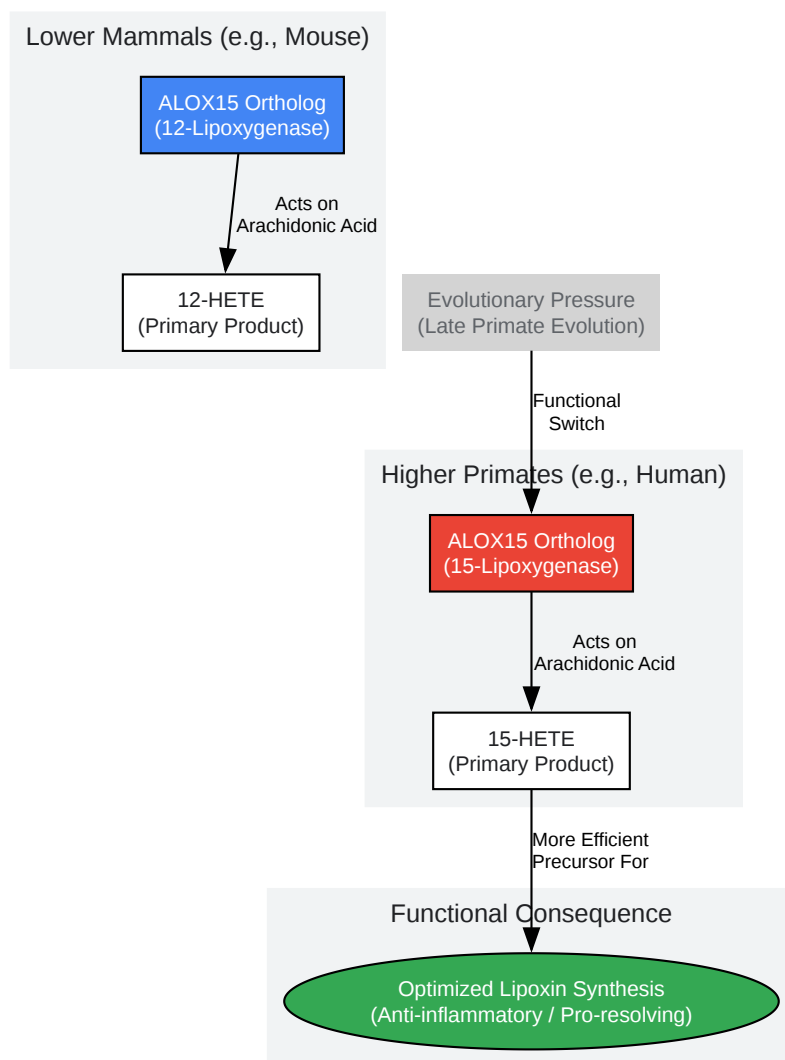 Lower Mammals (e.g., Mouse)
ALOX15 Ortholog
(12-Lipoxygenase)
Acts on
Arachidonic Acid
12-HETE
(Primary Product)
Evolutionary Pressure
(Late Primate Evolution)
Functional
Switch
Higher Primates (e.g., Human)
ALOX15 Ortholog
(15-Lipoxygenase)
Acts on
Arachidonic Acid
15-HETE
(Primary Product)
More Efficient
Precursor For
Functional Consequence
Optimized Lipoxin Synthesis
(Anti-inflammatory / Pro-resolving)